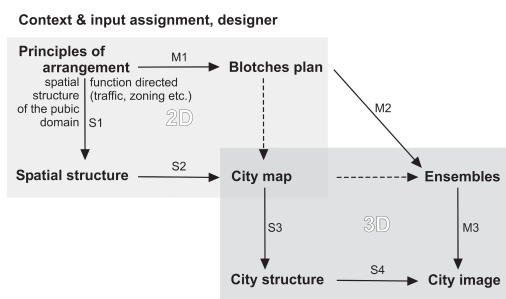 Context & input assignment, designer
Principles of
arrangement
M1
Blotches plan
spatial
structure
of the pubic
domain
function directed
(traffic, zoning etc.)
S1
2D
M2
Spatial structure
S2
City map
Ensembles
S3
3D
M3
City structure
S4
City image